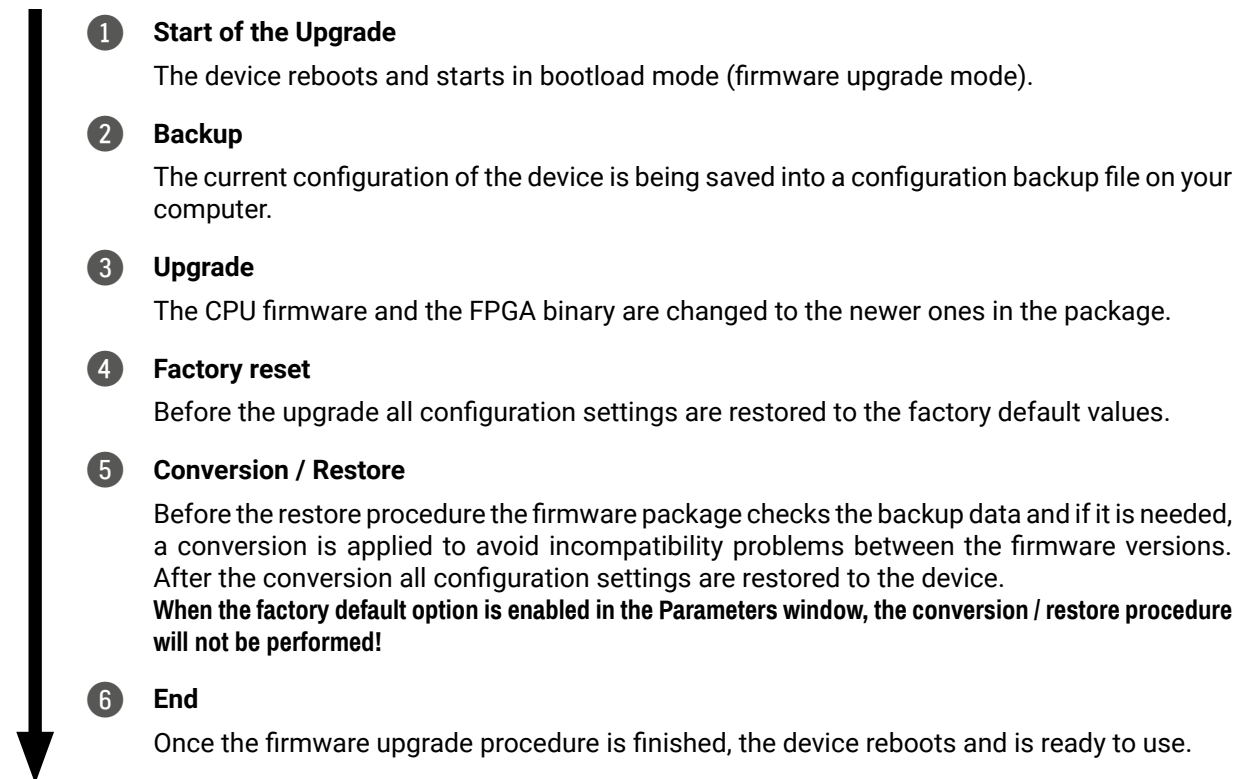 1 Start of the Upgrade
The device reboots and starts in bootload mode (firmware upgrade mode).
2 Backup
The current configuration of the device is being saved into a configuration backup file on your
computer.
3 Upgrade
The CPU firmware and the FPGA binary are changed to the newer ones in the package.
4 Factory reset
Before the upgrade all configuration settings are restored to the factory default values.
5 Conversion / Restore
Before the restore procedure the firmware package checks the backup data and if it is needed,
a conversion is applied to avoid incompatibility problems between the firmware versions.
After the conversion all configuration settings are restored to the device.
When the factory default option is enabled in the Parameters window, the conversion / restore procedure
will not be performed!
6 End
Once the firmware upgrade procedure is finished, the device reboots and is ready to use.